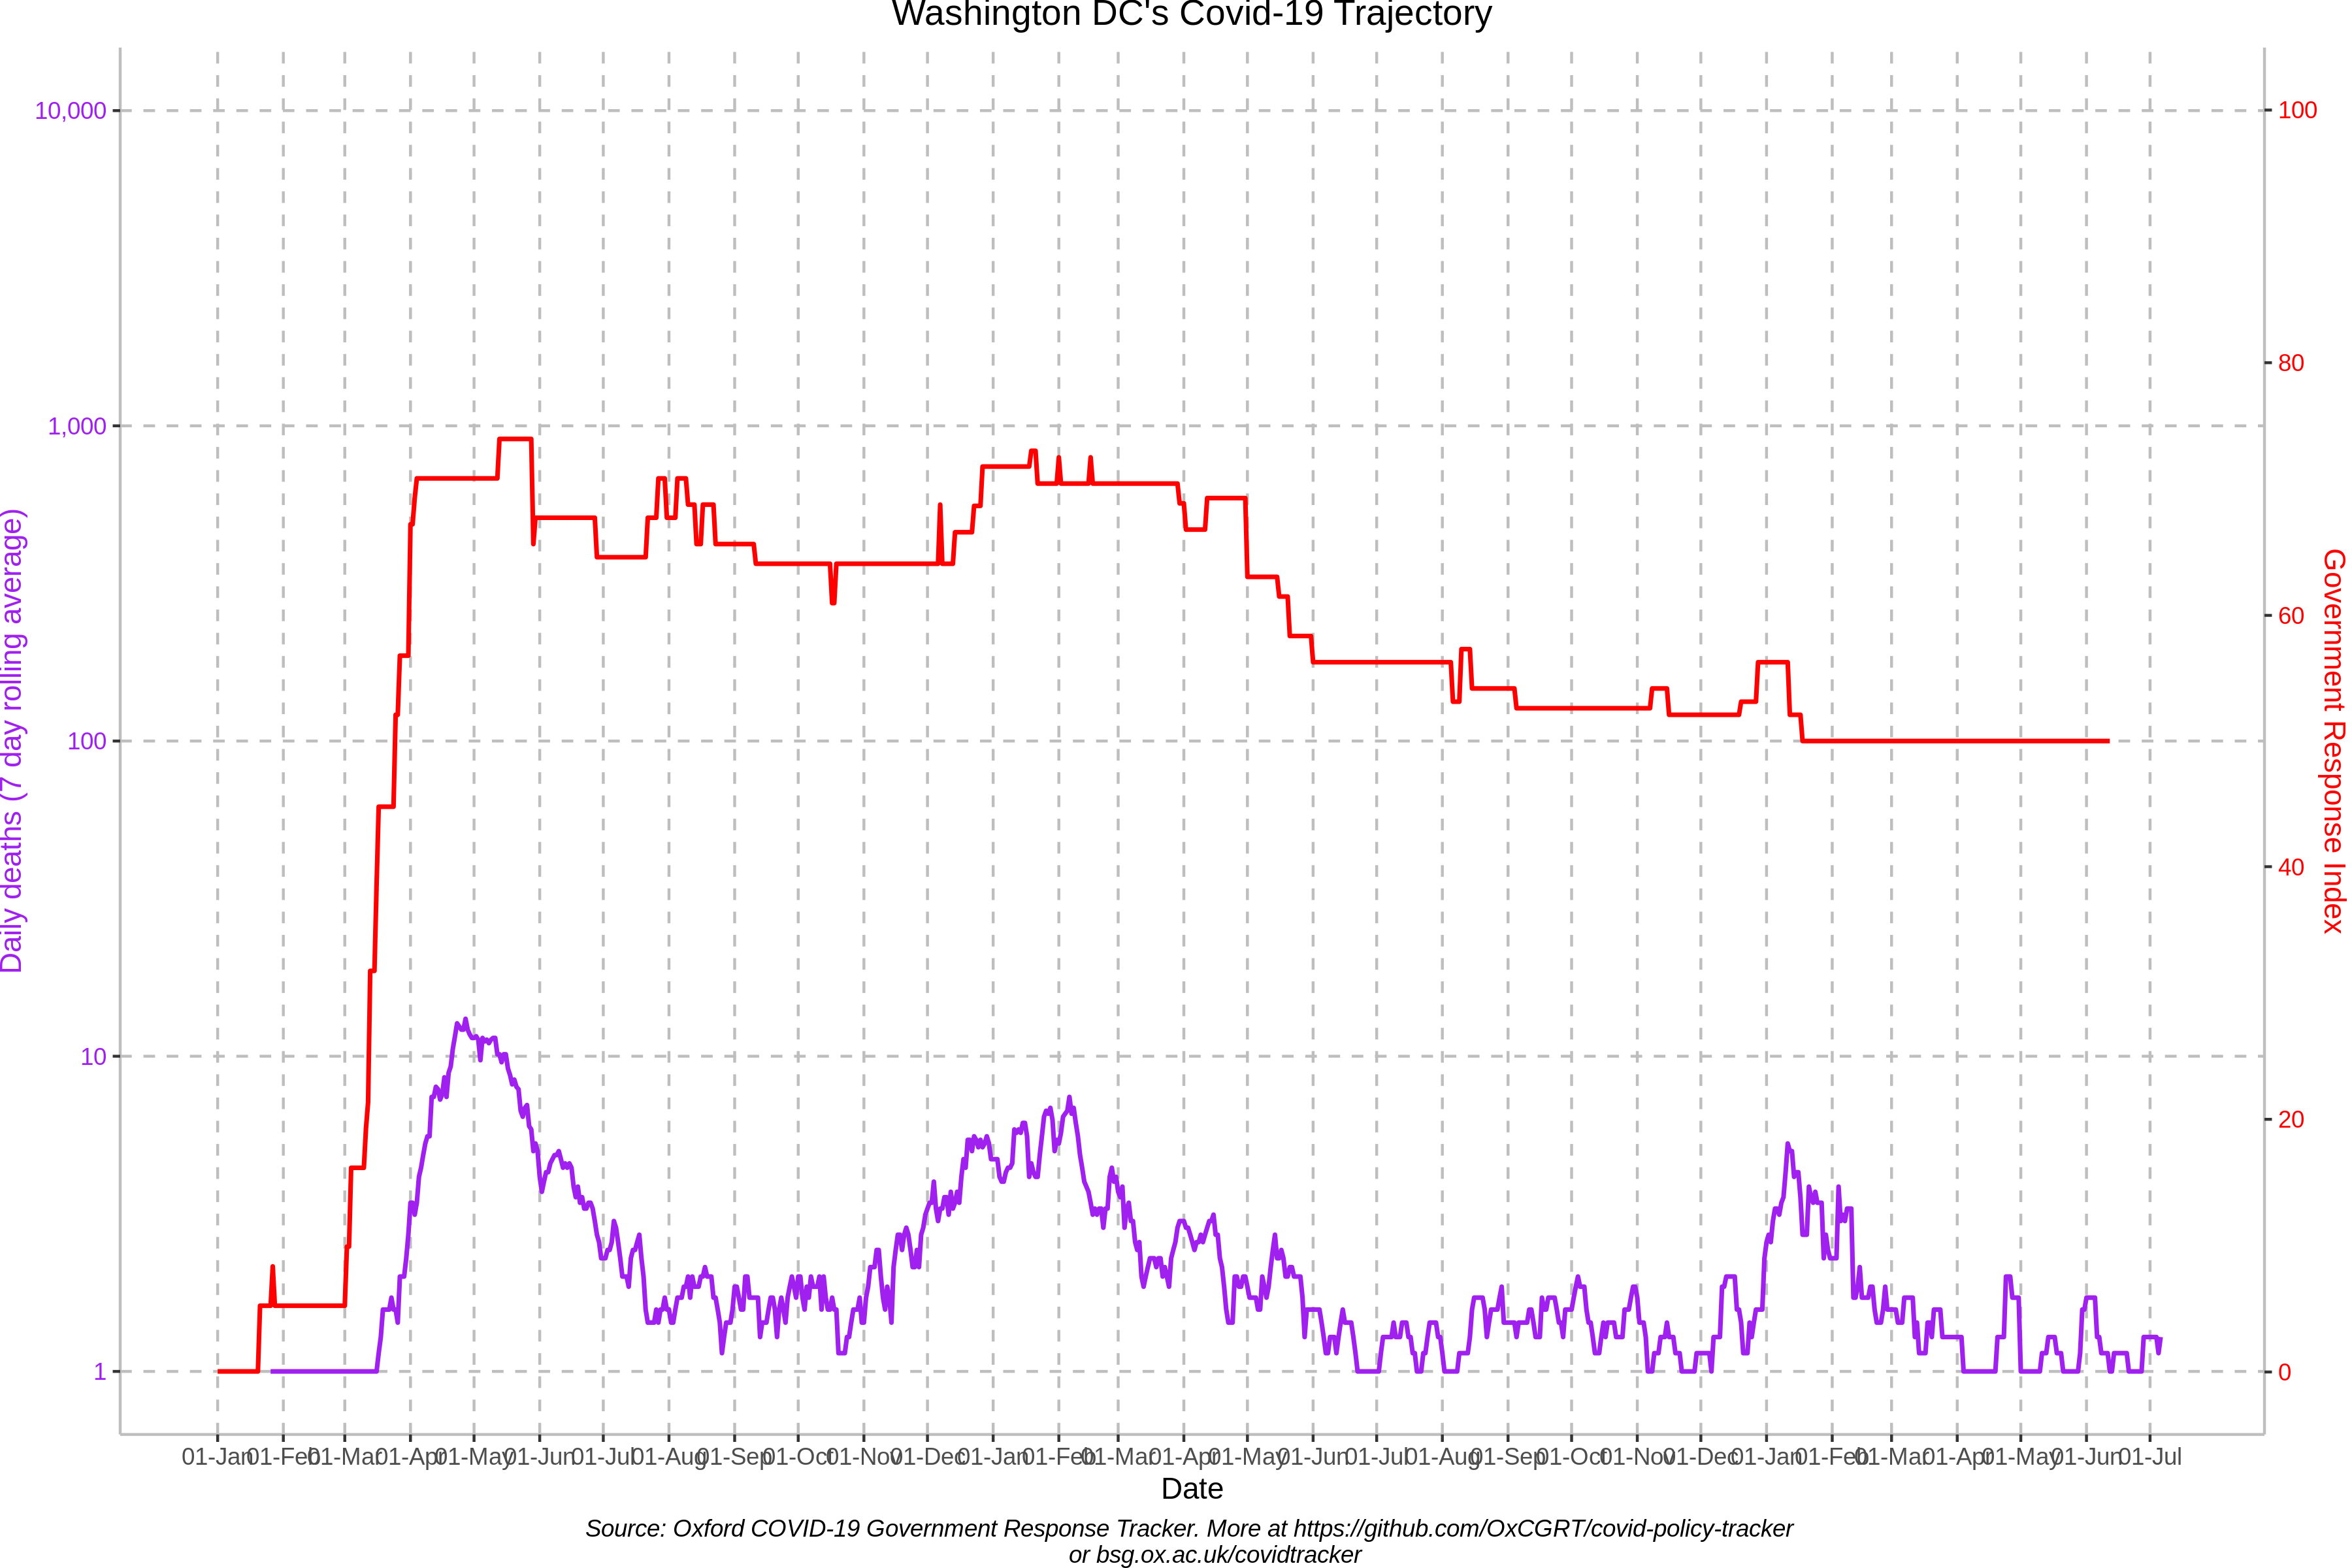 Washington DC's Covid-19 Trajectory
10,000
1,000
100
10
1
Daily deaths (7 day rolling average)
100
80
60
40
20
0
Government Response Index
01-Jan 01-Feb 01-Mar 01-Apr 01-May 01-Jun 01-Jul 01-Aug 01-Sep 01-Oct 01-Nov 01-Dec 01-Jan 01-Feb 01-Mar 01-Apr 01-May 01-Jun 01-Jul 01-Aug 01-Sep 01-Oct 01-Nov 01-Dec 01-Jan 01-Feb 01-Mar 01-Apr 01-May 01-Jun 01-Jul
Date
Source: Oxford COVID-19 Government Response Tracker. More at https://github.com/OxCGRT/covid-policy-tracker
or bsg.ox.ac.uk/covidtracker